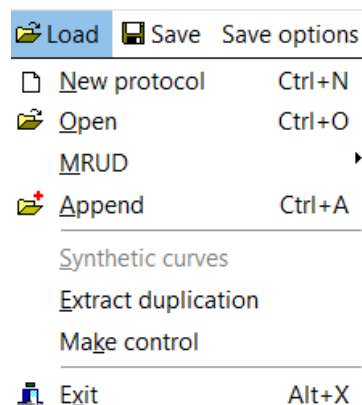 Load Save Save options
New protocol Ctrl+N
Open Ctrl+O
MRUD
Append Ctrl+A
Synthetic curves
Extract duplication
Make control
Exit Alt+X